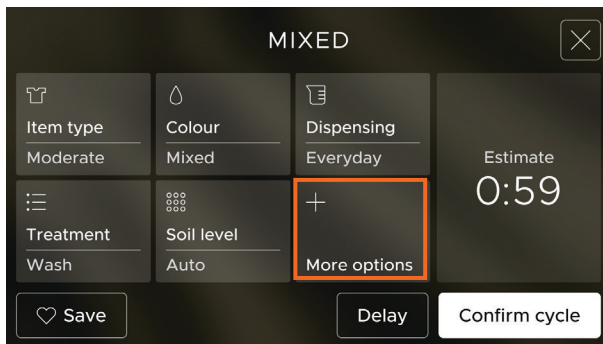 MIXED
Item type
Moderate
Colour
Mixed
Dispensing
Everyday
Estimate
0:59
Treatment
Wash
Soil level
Auto
More options
Save
Delay
Confirm cycle